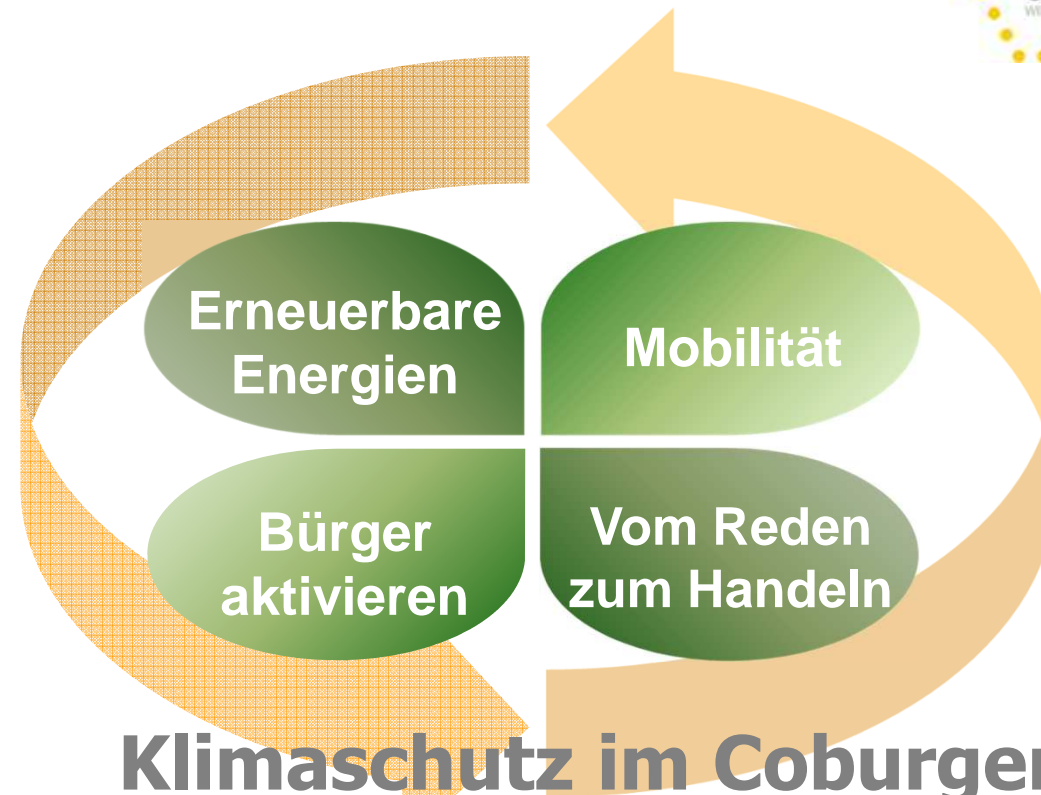 Erneuerbare
Energien
Mobilität
Bürger
aktivieren
Vom Reden
zum Handeln
Klimaschutz im Coburger